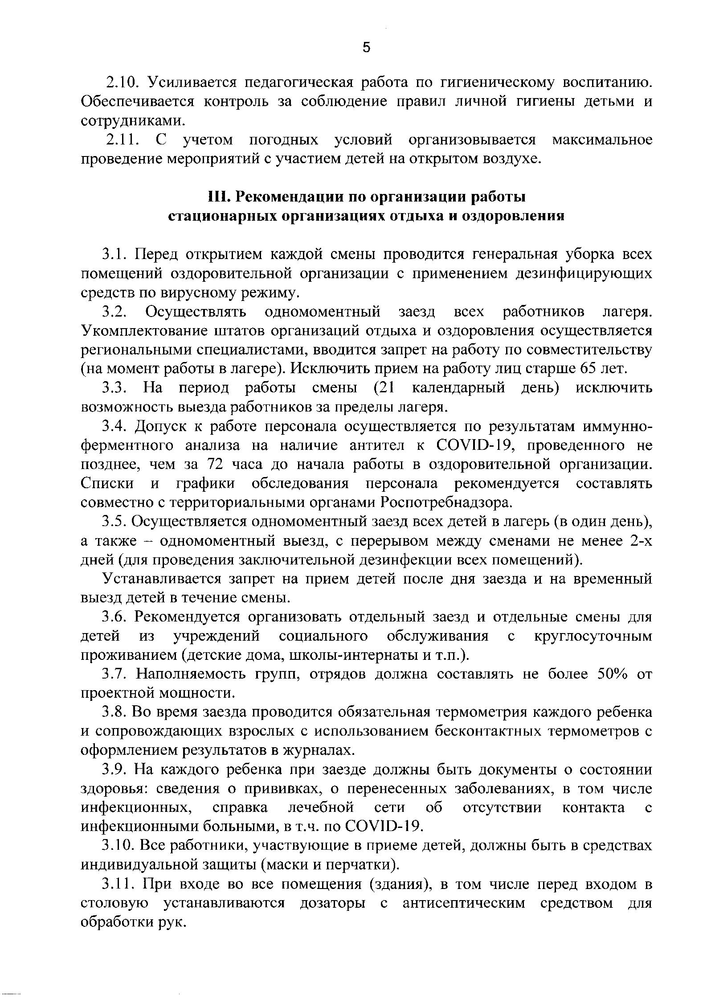 5
2.10. Усиливается педагогическая работа по гигиеническому воспитанию.
Обеспечивается контроль за соблюдение правил личной гигиены детьми и
сотрудниками.
2.11. С учетом погодных условий организовывается максимальное
проведение мероприятий с участием детей на открытом воздухе.
III. Рекомендации по организации работы
стационарных организациях отдыха и оздоровления
3.1. Перед открытием каждой смены проводится генеральная уборка всех
помещений оздоровительной организации с применением дезинфицирующих
средств по вирусному режиму.
3.2. Осуществлять одномоментный заезд всех работников лагеря.
Укомплектование штатов организаций отдыха и оздоровления осуществляется
региональными специалистами, вводится запрет на работу по совместительству
(на момент работы в лагере). Исключить прием на работу лиц старше 65 лет.
3.3. На период работы смены (21 календарный день) исключить
возможность выезда работников за пределы лагеря.
3.4. Допуск к работе персонала осуществляется по результатам иммунно-
ферментного анализа на наличие антител к COVID-19, проведенного не
позднее, чем за 72 часа до начала работы в оздоровительной организации.
Списки и графики обследования персонала рекомендуется составлять
совместно с территориальными органами Роспотребнадзора.
3.5. Осуществляется одномоментный заезд всех детей в лагерь (в один день),
а также – одномоментный выезд, с перерывом между сменами не менее 2-х
дней (для проведения заключительной дезинфекции всех помещений).
Устанавливается запрет на прием детей после дня заезда и на временный
выезд детей в течение смены.
3.6. Рекомендуется организовать отдельный заезд и отдельные смены для
детей из учреждений социального обслуживания с круглосуточным
проживанием (детские дома, школы-интернаты и т.п.).
3.7. Наполняемость групп, отрядов должна составлять не более 50% от
проектной мощности.
3.8. Во время заезда проводится обязательная термометрия каждого ребенка
и сопровождающих взрослых с использованием бесконтактных термометров с
оформлением результатов в журналах.
3.9. На каждого ребенка при заезде должны быть документы о состоянии
здоровья: сведения о прививках, о перенесенных заболеваниях, в том числе
инфекционных, справка лечебной сети об отсутствии контакта с
инфекционными больными, в т.ч. по COVID-19.
3.10. Все работники, участвующие в приеме детей, должны быть в средствах
индивидуальной защиты (маски и перчатки).
3.11. При входе во все помещения (здания), в том числе перед входом в
столовую устанавливаются дозаторы с антисептическим средством для
обработки рук.